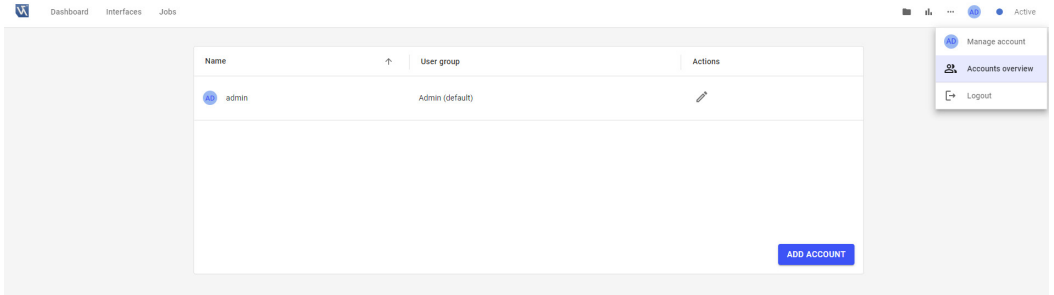 Dashboard Interfaces Jobs AD Active
AD Manage account
Accounts overview
Logout
Name User group Actions
AD admin Admin (default)
ADD ACCOUNT